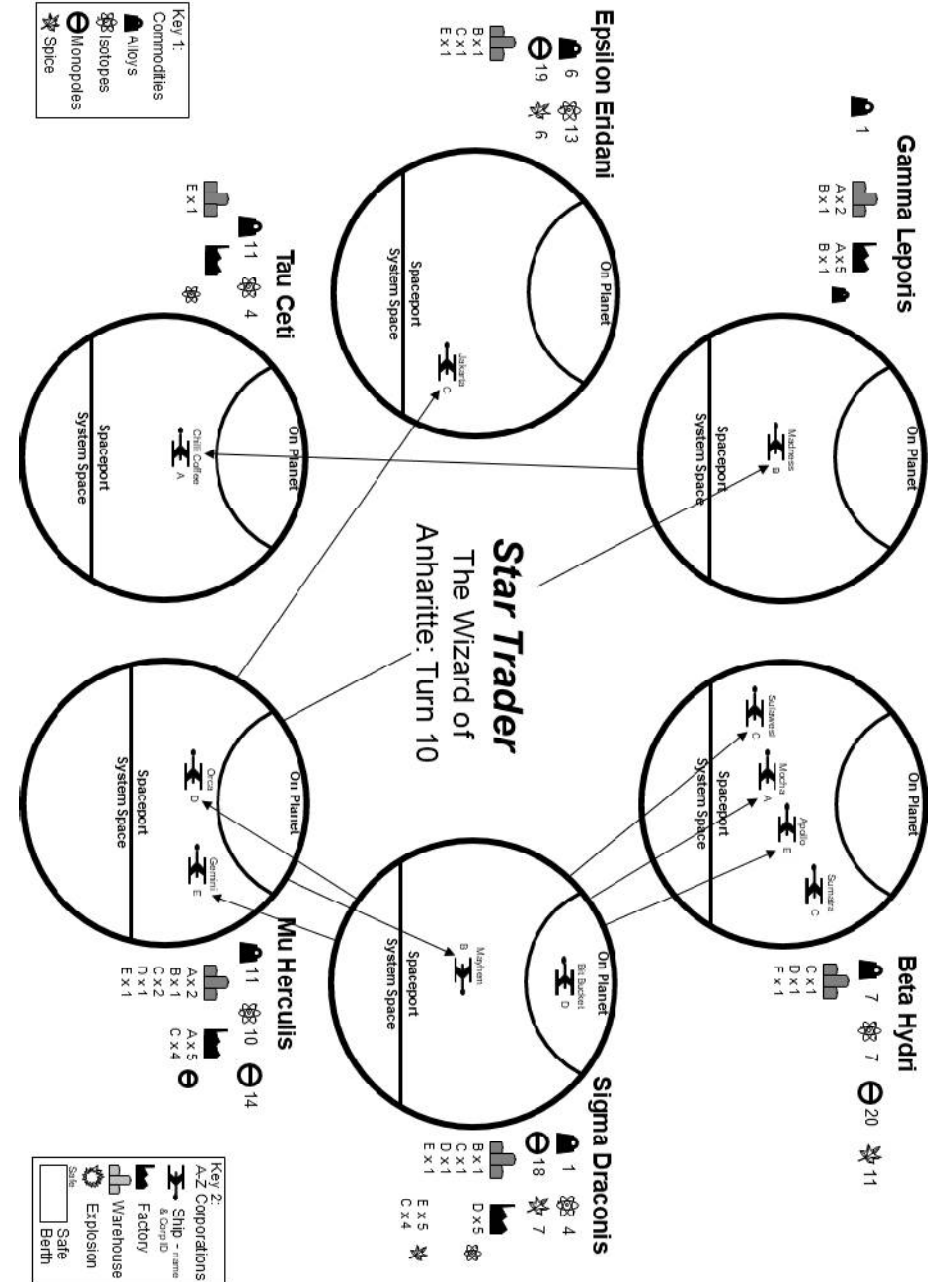 Gamma Leporis
1
A x 2
B x 1
A x 5
B x 1
On Planet
Madness
B
Spaceport
System Space
Beta Hydri
7 7 20 11
C x 1
D x 1
F x 1
On Planet
Sumatra
C
Apollo
E
Mocha
A
Sulawesi
C
Spaceport
System Space
Epsilon Eridani
6 13
19 6
B x 1
C x 1
E x 1
On Planet
Jakarta
C
Spaceport
System Space
Star Trader
The Wizard of
Anharitte: Turn 10
Sigma Draconis
1 4
18 7
B x 1
C x 1
D x 1
E x 1
D x 5
E x 5
C x 4
On Planet
Bit Bucket
D
Mayhem
B
Spaceport
System Space
Tau Ceti
11 4
E x 1
On Planet
Chilli Coffee
A
Spaceport
System Space
Mu Herculis
11 10 14
A x 2
B x 1
C x 2
D x 1
E x 1
A x 5
C x 4
On Planet
Orca
D
Gemini
E
Spaceport
System Space
Key 1:
Commodities
Alloys
Isotopes
Monopoles
Spice
Key 2:
A-Z Corporations
Ship - name
& Corp ID
Factory
Warehouse
Explosion
Safe
Safe
Berth